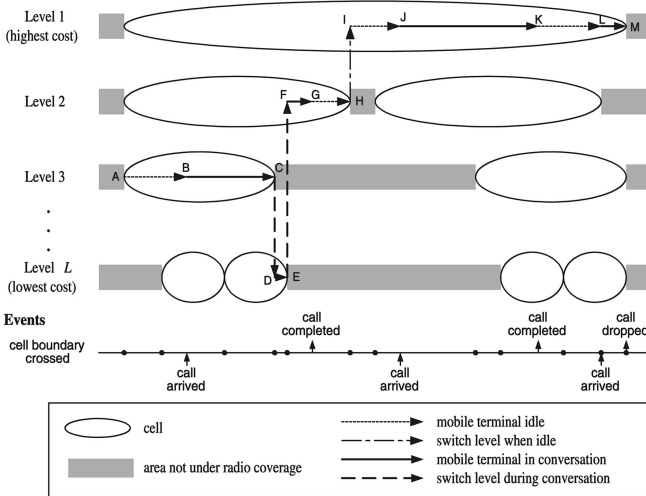 Level 1
(highest cost)
I
J
K
L
M
Level 2
F
G
H
Level 3
A
B
C
Level L
(lowest cost)
D
E
Events
call
completed
call
completed
call
dropped
cell boundary
crossed
call
arrived
call
arrived
call
arrived
cell
area not under radio coverage
mobile terminal idle
switch level when idle
mobile terminal in conversation
switch level during conversation